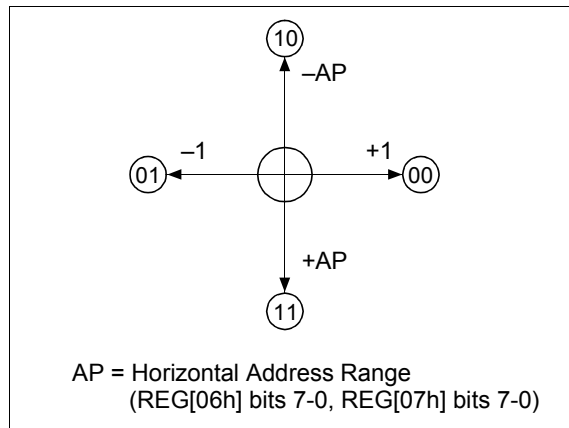 10
–AP
–1
+1
01
00
+AP
11
AP = Horizontal Address Range
(REG[06h] bits 7-0, REG[07h] bits 7-0)